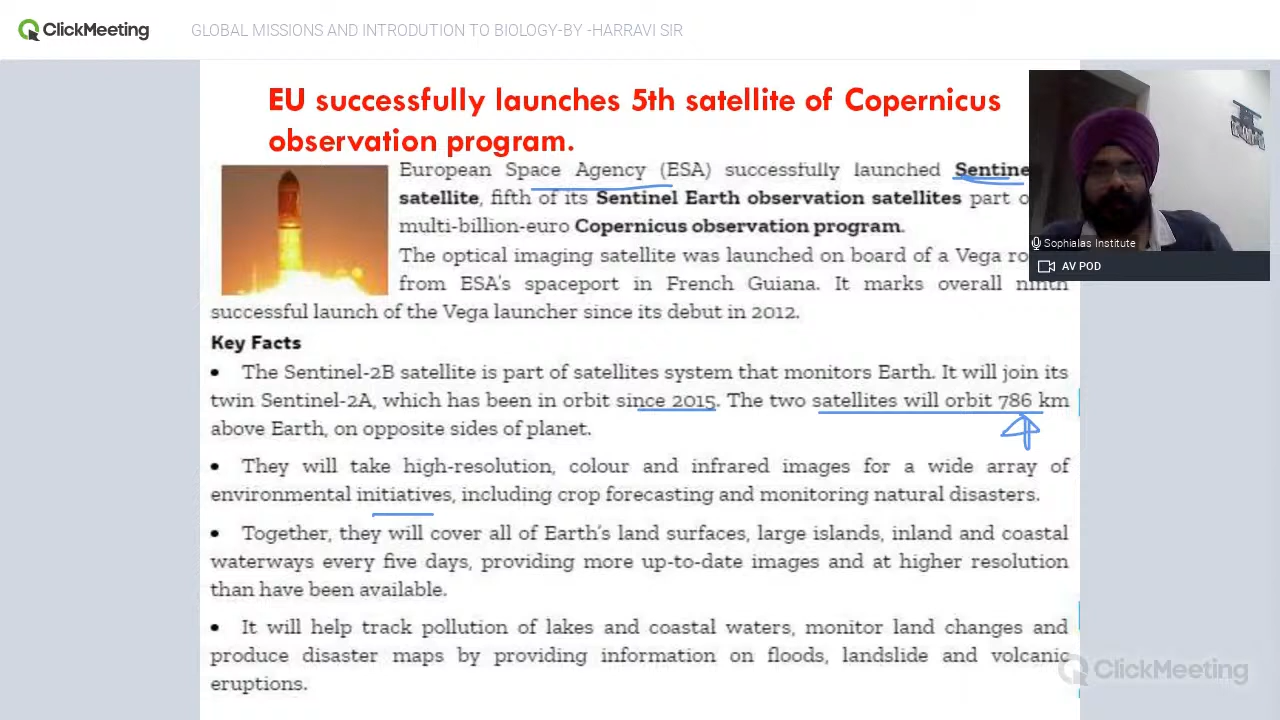 ClickMeeting
GLOBAL MISSIONS AND INTRODUTION TO BIOLOGY-BY -HARRAVI SIR
EU successfully launches 5th satellite of Copernicus
observation program.
European Space Agency (ESA) successfully launched
satellite, fifth of its Sentinel Earth observation satellites part
multi-billion-euro Copernicus observation program.
The optical imaging satellite was launched on board of a Vega
from ESA's spaceport in French Guiana. It marks overall ninth
successful launch of the Vega launcher since its debut in 2012.
Sophialas Institute
AV POD
Key Facts
• The Sentinel-2B satellite is part of satellites system that monitors Earth. It will join its
twin Sentinel-2A, which has been in orbit since 2015. The two satellites will orbit 786 km
above Earth, on opposite sides of planet.
• They will take high-resolution, colour and infrared images for a wide array of
environmental initiatives, including crop forecasting and monitoring natural disasters.
• Together, they will cover all of Earth's land surfaces, large islands, inland and coastal
waterways every five days, providing more up-to-date images and at higher resolution
than have been available.
• It will help track pollution of lakes and coastal waters, monitor land changes and
produce disaster maps by providing information on floods, landslide and volcanic
eruptions.
ClickMeeting